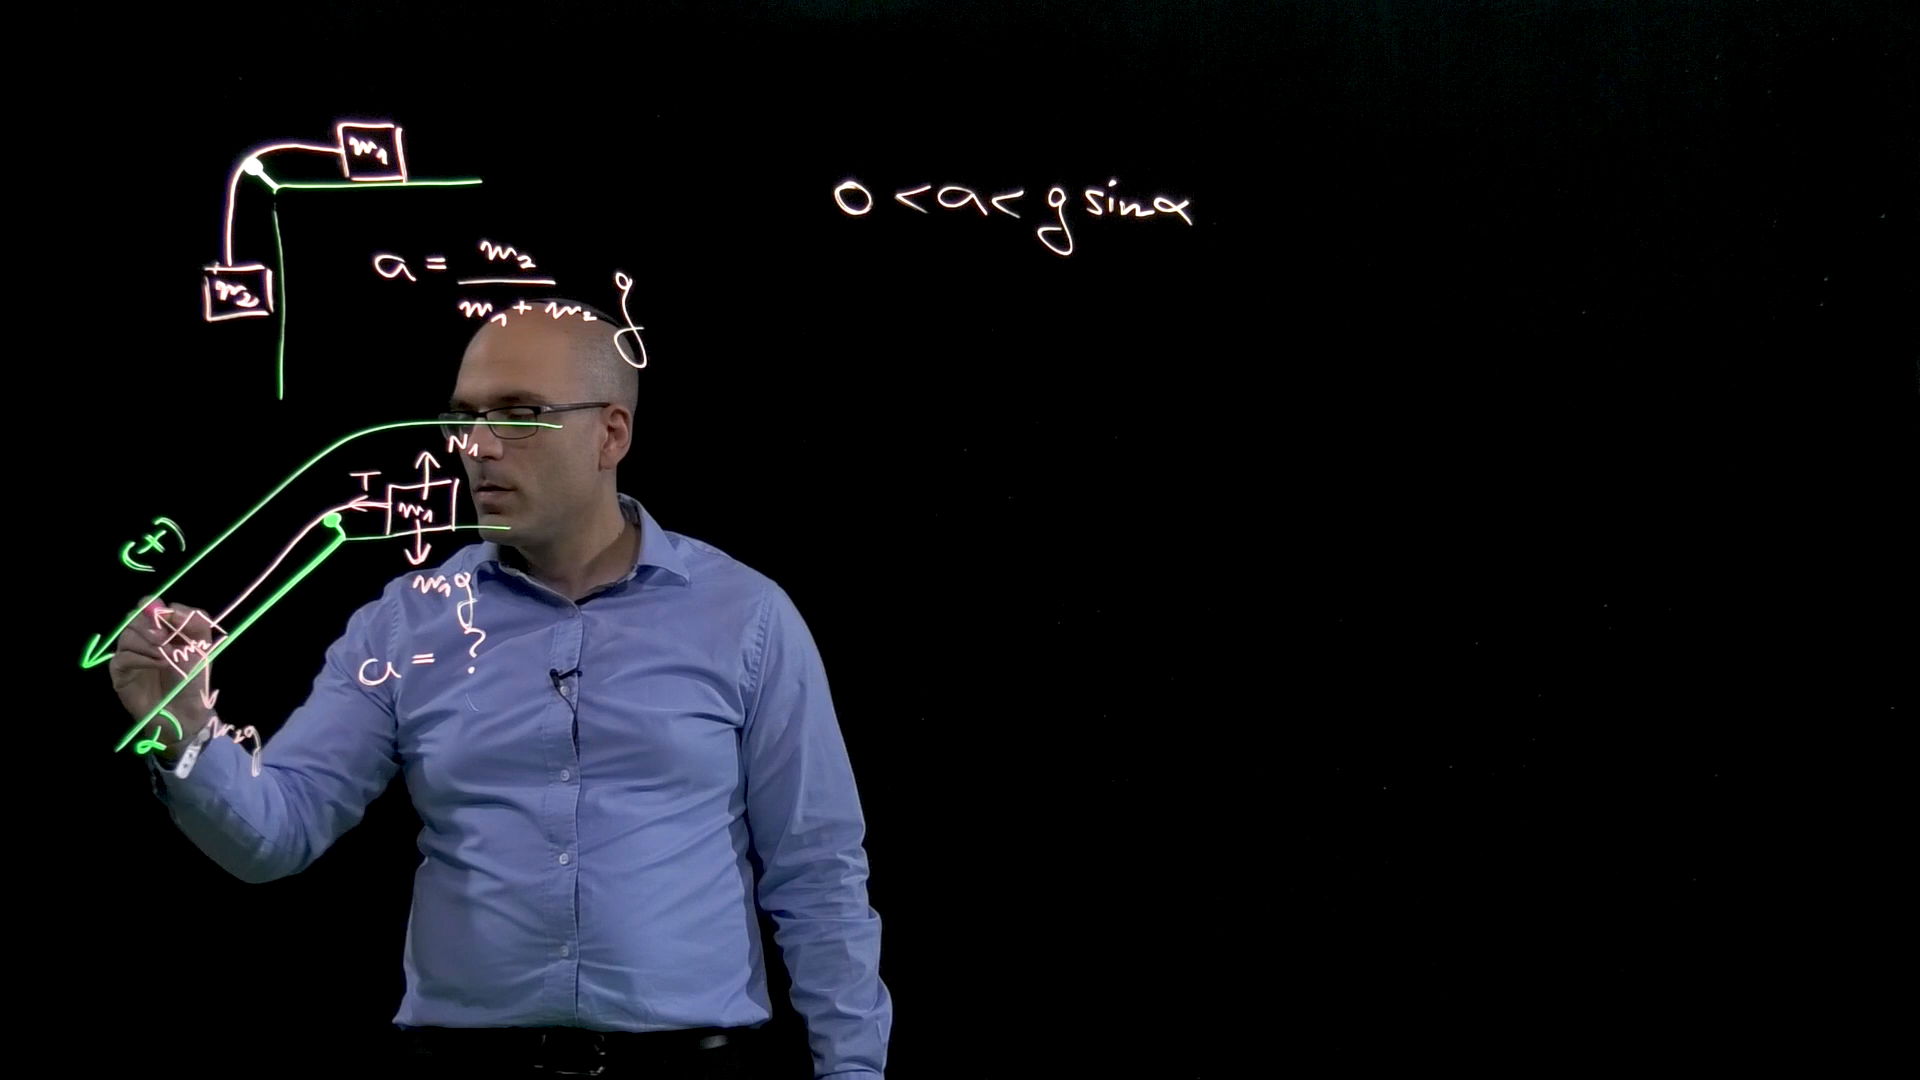 m₁
m₂
a = m₂ / (m₁ + m₂) g
0 < a < g sinα
N₁
T
m₁
(+)
m₁g
m₂
a = ?
m₂g
α